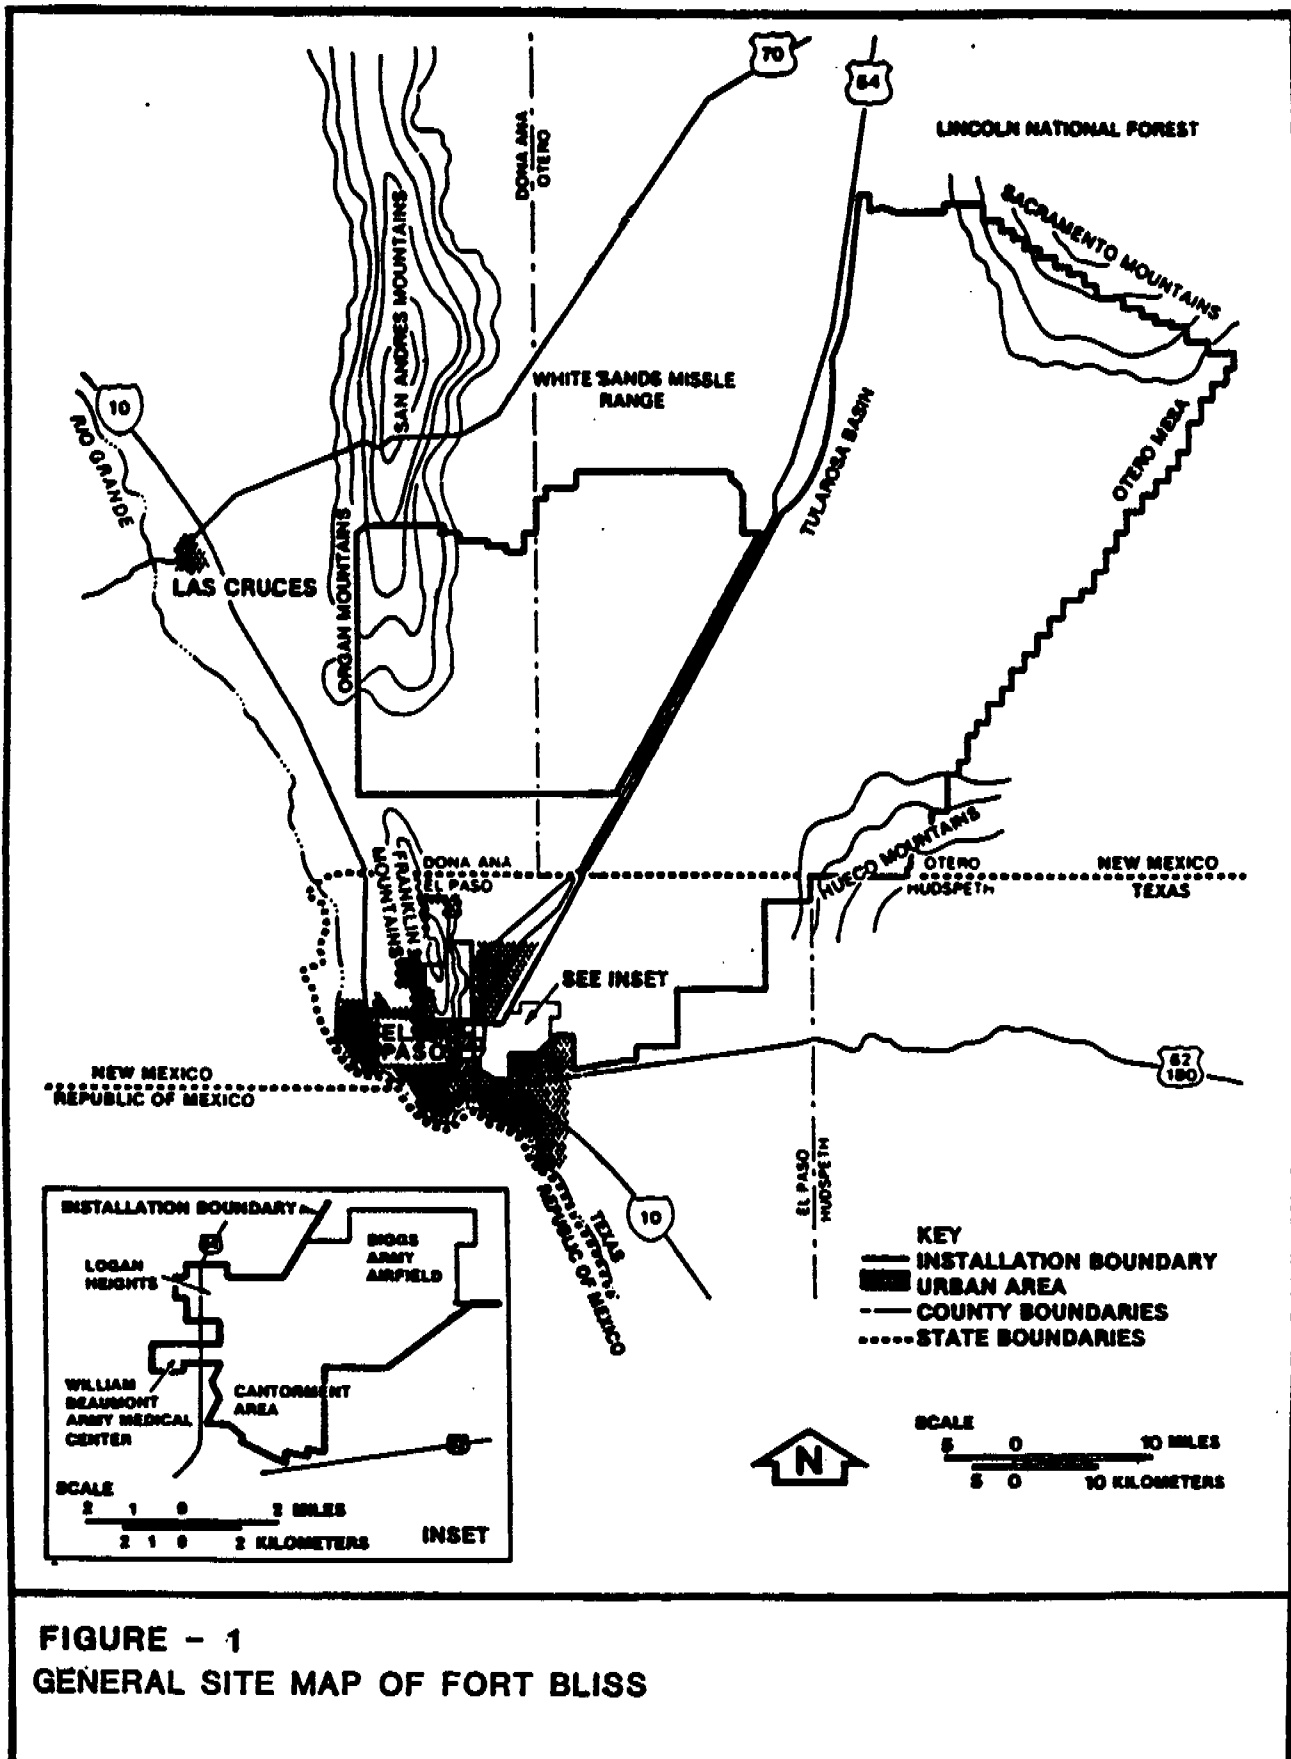 70
54
LINCOLN NATIONAL FOREST
DONA ANA
OTERO
SACRAMENTO MOUNTAINS
SAN ANDRES MOUNTAINS
WHITE SANDS MISSLE
RANGE
10
RIO GRANDE
TULAROSA BASIN
OTERO MESA
LAS CRUCES
ORGAN MOUNTAINS
HUECO MOUNTAINS
FRANKLIN
MOUNTAINS
DONA ANA
EL PASO
OTERO
HUDSPETH
NEW MEXICO
TEXAS
SEE INSET
EL
PASO
NEW MEXICO
REPUBLIC OF MEXICO
62
180
EL PASO
HUDSPETH
TEXAS
REPUBLIC OF MEXICO
10
INSTALLATION BOUNDARY
LOGAN
HEIGHTS
BIGGS
ARMY
AIRFIELD
WILLIAM
BEAUMONT
ARMY MEDICAL
CENTER
CANTORMENT
AREA
SCALE
2 1 0 2 MILES
2 1 0 2 KILOMETERS
INSET
KEY
INSTALLATION BOUNDARY
URBAN AREA
COUNTY BOUNDARIES
STATE BOUNDARIES
N
SCALE
5 0 10 MILES
5 0 10 KILOMETERS
FIGURE - 1
GENERAL SITE MAP OF FORT BLISS